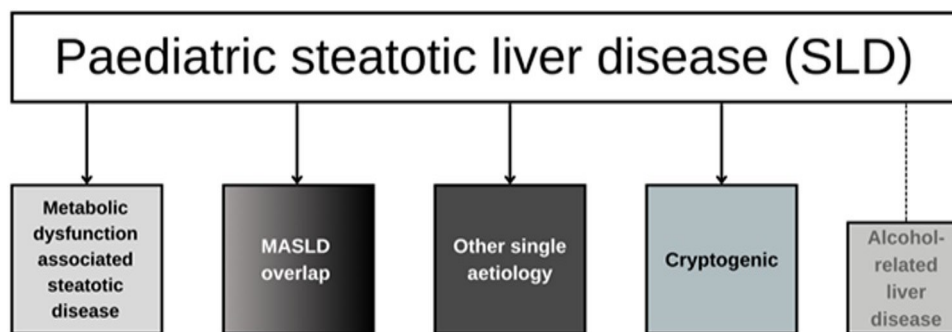 Paediatric steatotic liver disease (SLD)
Metabolic
dysfunction
associated
steatotic
disease
MASLD
overlap
Other single
aetiology
Cryptogenic
Alcohol-
related
liver
disease